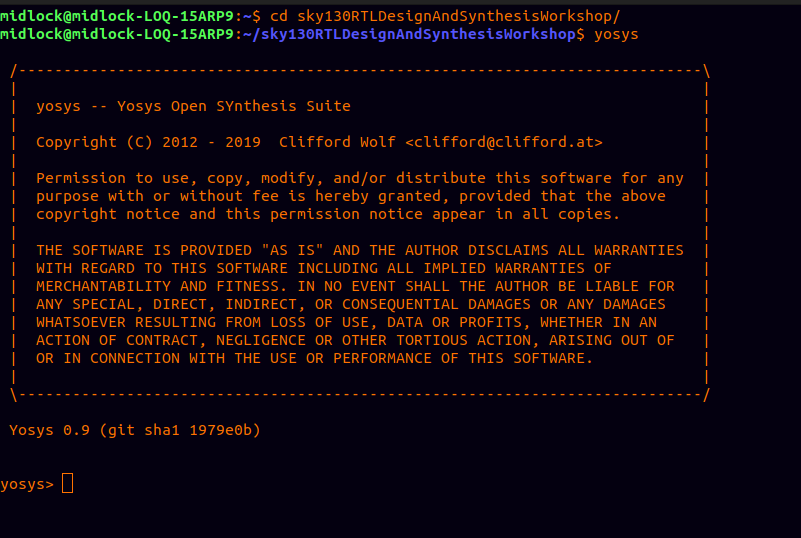 midlock@midlock-LOQ-15ARP9:~$ cd sky130RTLDesignAndSynthesisWorkshop/
midlock@midlock-LOQ-15ARP9:~/sky130RTLDesignAndSynthesisWorkshop$ yosys
/----------------------------------------------------------------------------\
|                                                                            |
|  yosys -- Yosys Open SYnthesis Suite                                       |
|                                                                            |
|  Copyright (C) 2012 - 2019  Clifford Wolf <clifford@clifford.at>           |
|                                                                            |
|  Permission to use, copy, modify, and/or distribute this software for any  |
|  purpose with or without fee is hereby granted, provided that the above    |
|  copyright notice and this permission notice appear in all copies.         |
|                                                                            |
|  THE SOFTWARE IS PROVIDED "AS IS" AND THE AUTHOR DISCLAIMS ALL WARRANTIES  |
|  WITH REGARD TO THIS SOFTWARE INCLUDING ALL IMPLIED WARRANTIES OF          |
|  MERCHANTABILITY AND FITNESS. IN NO EVENT SHALL THE AUTHOR BE LIABLE FOR   |
|  ANY SPECIAL, DIRECT, INDIRECT, OR CONSEQUENTIAL DAMAGES OR ANY DAMAGES    |
|  WHATSOEVER RESULTING FROM LOSS OF USE, DATA OR PROFITS, WHETHER IN AN     |
|  ACTION OF CONTRACT, NEGLIGENCE OR OTHER TORTIOUS ACTION, ARISING OUT OF   |
|  OR IN CONNECTION WITH THE USE OR PERFORMANCE OF THIS SOFTWARE.            |
|                                                                            |
\----------------------------------------------------------------------------/
Yosys 0.9 (git sha1 1979e0b)
yosys>